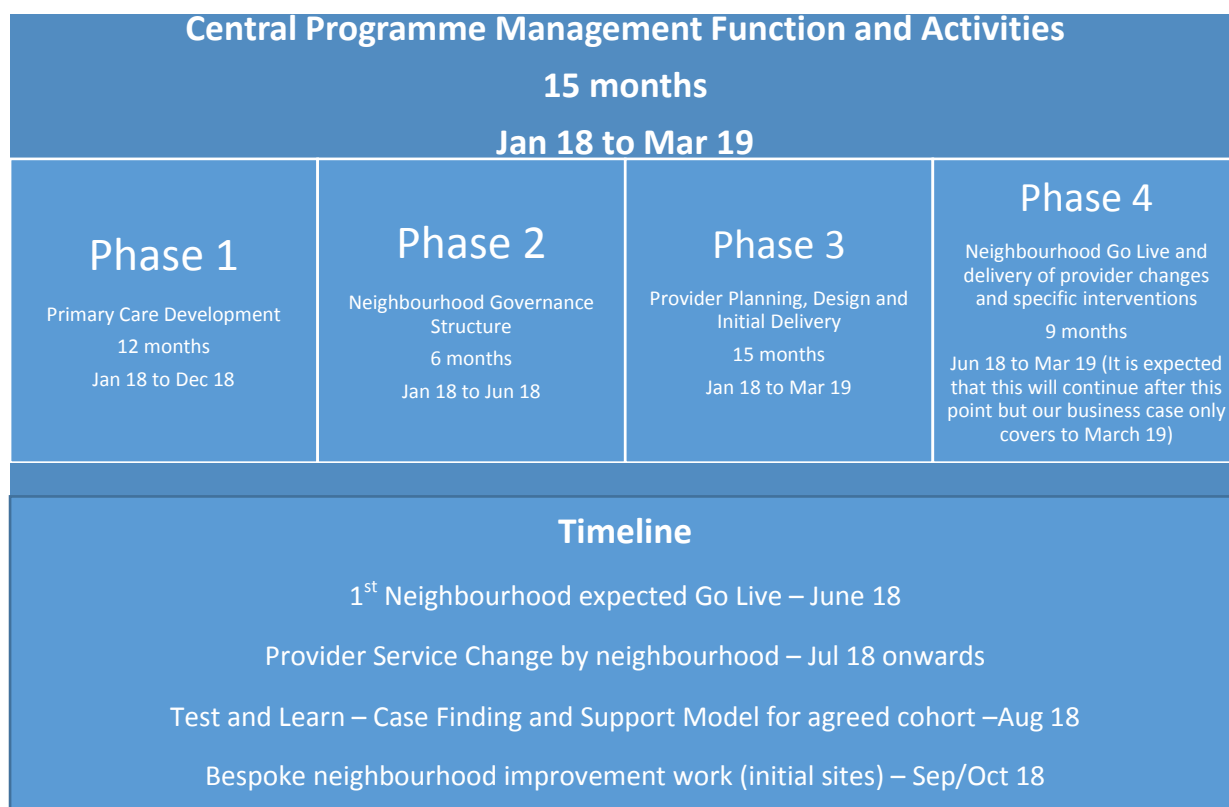 Central Programme Management Function and Activities
15 months
Jan 18 to Mar 19
Phase 1
Primary Care Development
12 months
Jan 18 to Dec 18
Phase 2
Neighbourhood Governance
Structure
6 months
Jan 18 to Jun 18
Phase 3
Provider Planning, Design and
Initial Delivery
15 months
Jan 18 to Mar 19
Phase 4
Neighbourhood Go Live and
delivery of provider changes
and specific interventions
9 months
Jun 18 to Mar 19 (It is expected
that this will continue after this
point but our business case only
covers to March 19)
Timeline
1st Neighbourhood expected Go Live – June 18
Provider Service Change by neighbourhood – Jul 18 onwards
Test and Learn – Case Finding and Support Model for agreed cohort –Aug 18
Bespoke neighbourhood improvement work (initial sites) – Sep/Oct 18